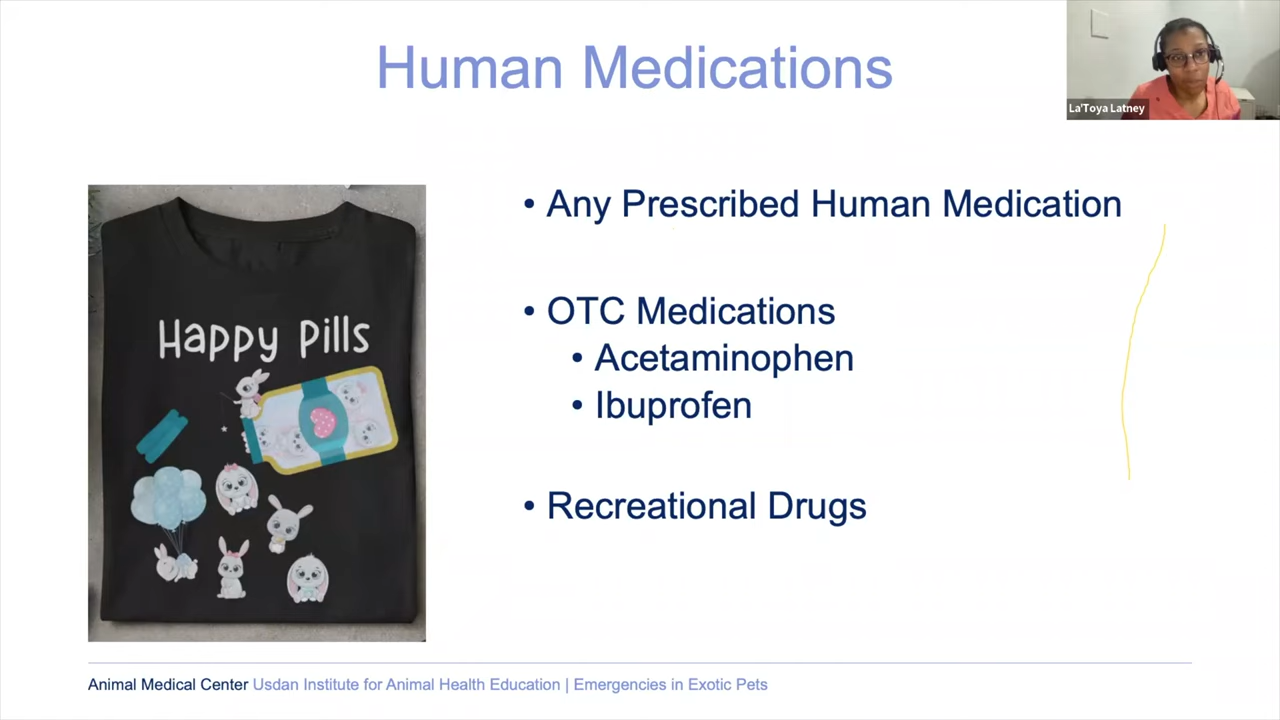 Human Medications
La'Toya Latney
• Any Prescribed Human Medication
• OTC Medications
• Acetaminophen
• Ibuprofen
• Recreational Drugs
Happy Pills
Animal Medical Center Usdan Institute for Animal Health Education | Emergencies in Exotic Pets